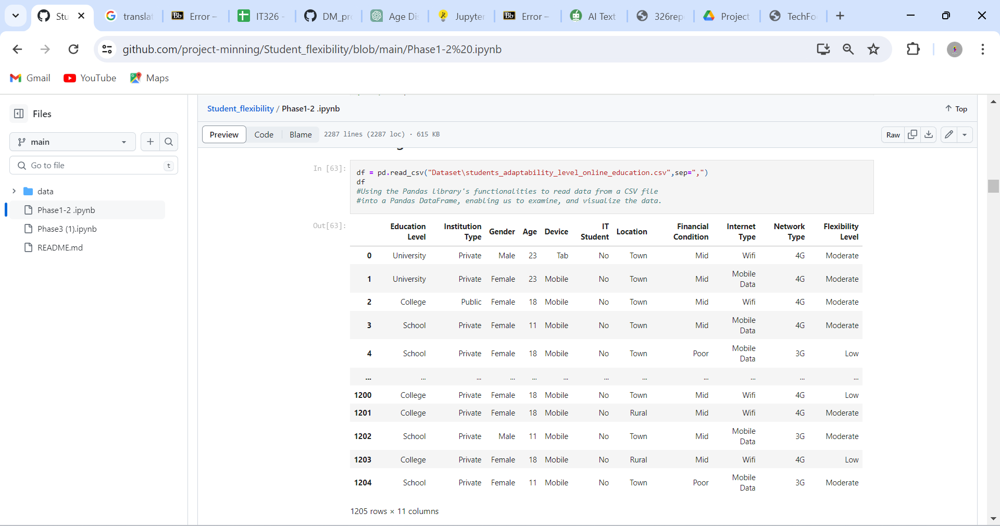 Stu
translat
Error –
IT326 -
DM_pro
Age Dis
Jupyter
Error –
AI Text
326rep
Project
TechFo
github.com/project-minning/Student_flexibility/blob/main/Phase1-2%20.ipynb
Gmail YouTube Maps
Files
main
Go to file t
data
Phase1-2 .ipynb
Phase3 (1).ipynb
README.md
Student_flexibility / Phase1-2 .ipynb Top
Preview Code Blame 2287 lines (2287 loc) · 615 KB Raw
In [63]:
df = pd.read_csv("Dataset\students_adaptability_level_online_education.csv",sep=",")
df
#Using the Pandas library's functionalities to read data from a CSV file
#into a Pandas DataFrame, enabling us to examine, and visualize the data.
Out[63]:
Education Level Institution Type Gender Age Device IT Student Location Financial Condition Internet Type Network Type Flexibility Level
0 University Private Male 23 Tab No Town Mid Wifi 4G Moderate
1 University Private Female 23 Mobile No Town Mid Mobile Data 4G Moderate
2 College Public Female 18 Mobile No Town Mid Wifi 4G Moderate
3 School Private Female 11 Mobile No Town Mid Mobile Data 4G Moderate
4 School Private Female 18 Mobile No Town Poor Mobile Data 3G Low
... ... ... ... ... ... ... ... ... ... ... ...
1200 College Private Female 18 Mobile No Town Mid Wifi 4G Low
1201 College Private Female 18 Mobile No Rural Mid Wifi 4G Moderate
1202 School Private Male 11 Mobile No Town Mid Mobile Data 3G Moderate
1203 College Private Female 18 Mobile No Rural Mid Wifi 4G Low
1204 School Private Female 11 Mobile No Town Poor Mobile Data 3G Moderate
1205 rows × 11 columns